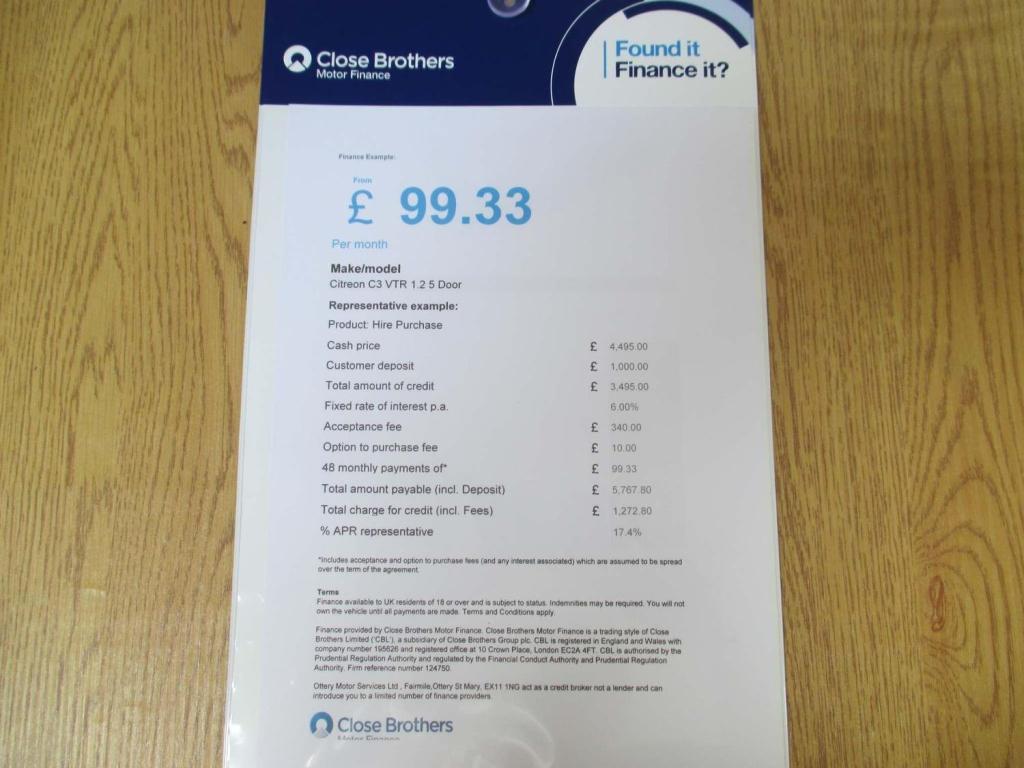 Close Brothers
Motor Finance
Found it
Finance it?
Finance Example:
From
£ 99.33
Per month
Make/model
Citreon C3 VTR 1.2 5 Door
Representative example:
Product: Hire Purchase
Cash price £ 4,495.00
Customer deposit £ 1,000.00
Total amount of credit £ 3,495.00
Fixed rate of interest p.a. 6.00%
Acceptance fee £ 340.00
Option to purchase fee £ 10.00
48 monthly payments of* £ 99.33
Total amount payable (incl. Deposit) £ 5,767.80
Total charge for credit (incl. Fees) £ 1,272.80
% APR representative 17.4%
*Includes acceptance and option to purchase fees (and any interest associated) which are assumed to be spread
over the term of the agreement.
Terms
Finance available to UK residents of 18 or over and is subject to status. Indemnities may be required. You will not
own the vehicle until all payments are made. Terms and Conditions apply.
Finance provided by Close Brothers Motor Finance. Close Brothers Motor Finance is a trading style of Close
Brothers Limited ('CBL'), a subsidiary of Close Brothers Group plc. CBL is registered in England and Wales with
company number 195626 and registered office at 10 Crown Place, London EC2A 4FT. CBL is authorised by the
Prudential Regulation Authority and regulated by the Financial Conduct Authority and Prudential Regulation
Authority. Firm reference number 124750.
Ottery Motor Services Ltd , Fairmile,Ottery St Mary, EX11 1NG act as a credit broker not a lender and can
introduce you to a limited number of finance providers.
Close Brothers
Motor Finance